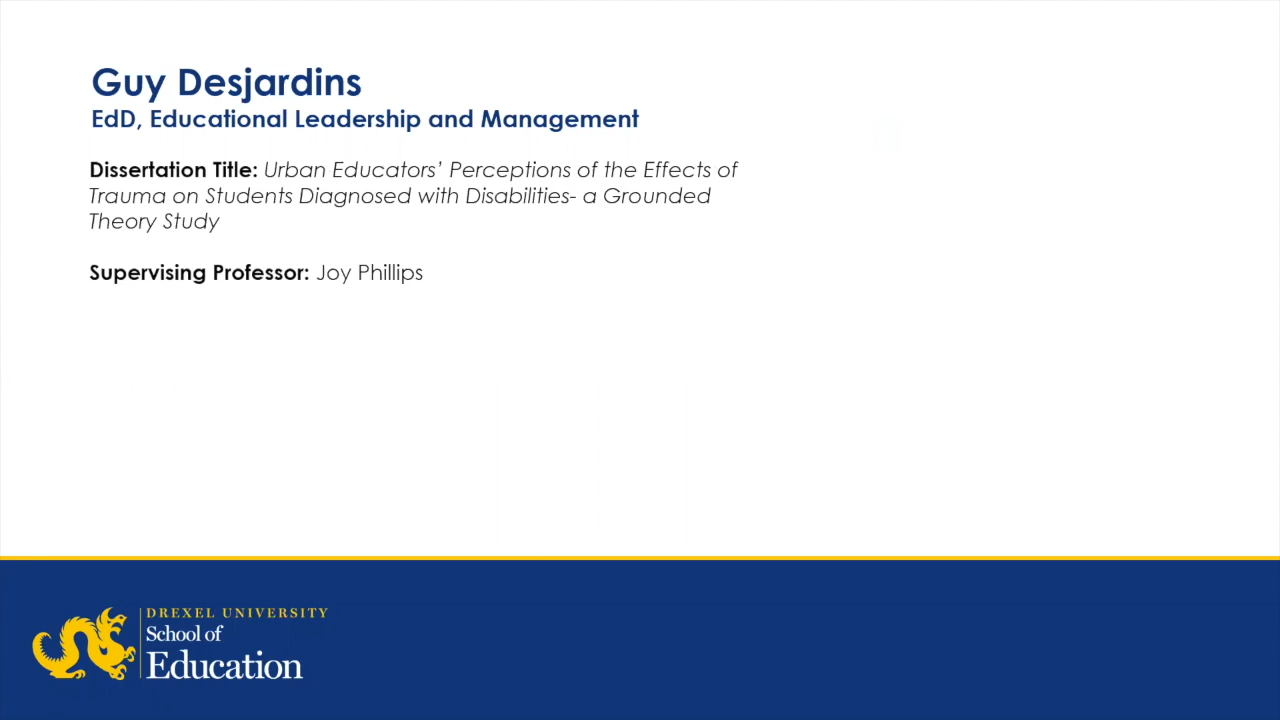 Guy Desjardins
EdD, Educational Leadership and Management
Dissertation Title: Urban Educators’ Perceptions of the Effects of
Trauma on Students Diagnosed with Disabilities- a Grounded
Theory Study
Supervising Professor: Joy Phillips
DREXEL UNIVERSITY
School of
Education